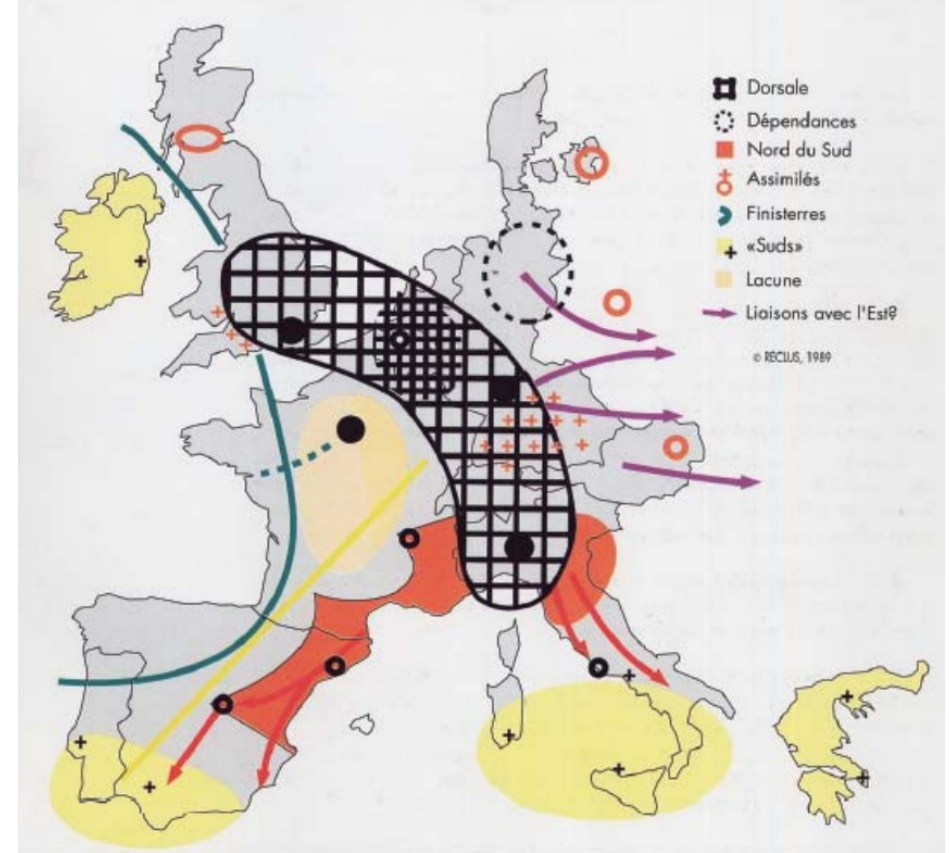 Dorsale
Dépendances
Nord du Sud
Assimilés
Finisterres
«Suds»
Lacune
Liaisons avec l'Est?
© RECLUS, 1989